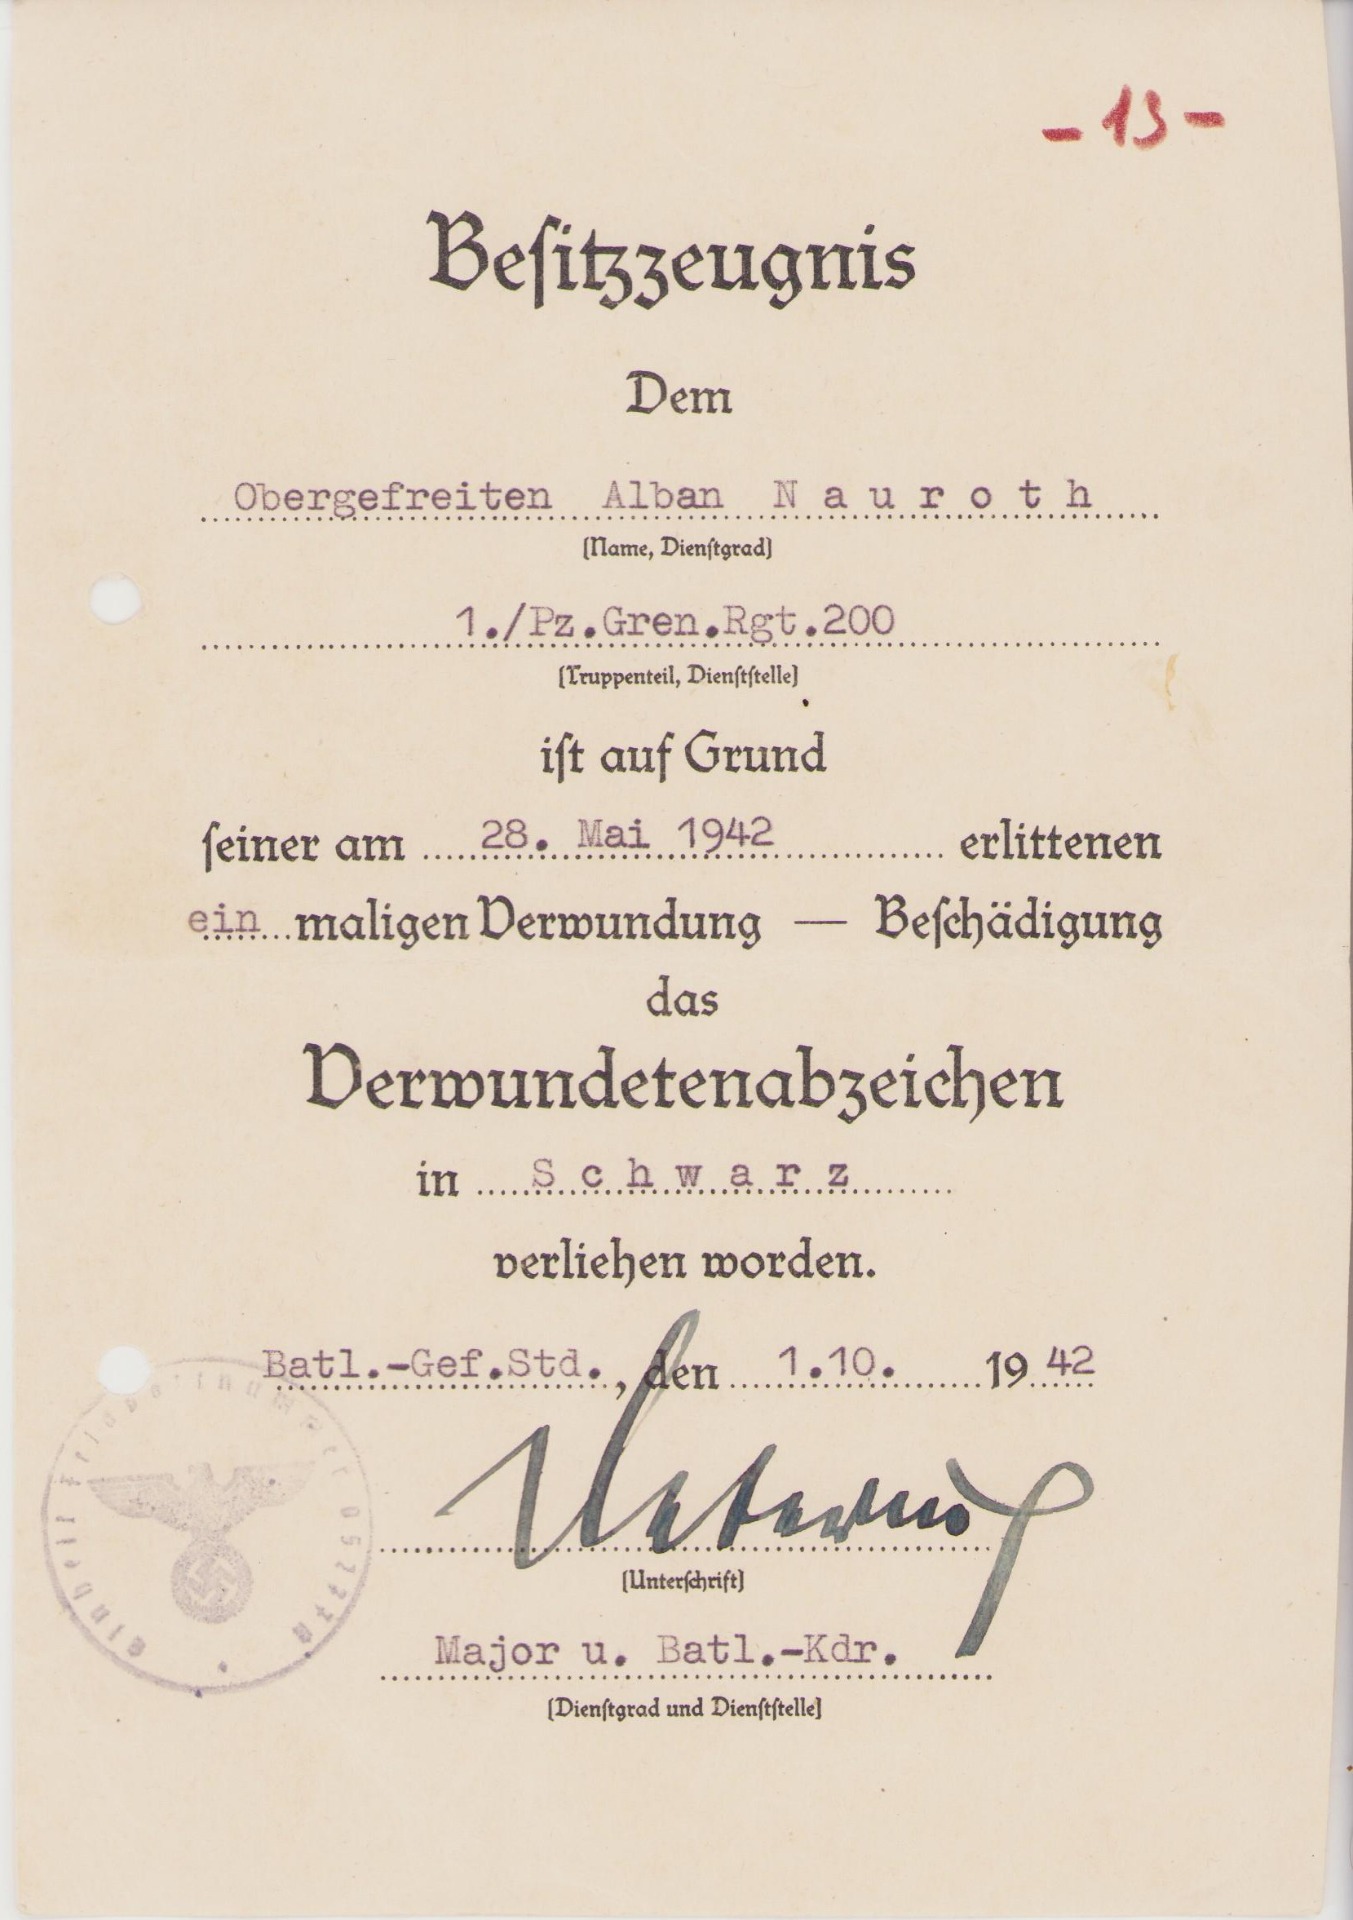 - 13 -
Besitzzeugnis
Dem
Obergefreiten Alban Nauroth
(Name, Dienstgrad)
1./Pz.Gren.Rgt.200
(Truppenteil, Dienststelle)
ist auf Grund
seiner am 28. Mai 1942 erlittenen
ein maligen Verwundung — Beschädigung
das
Verwundetenabzeichen
in Schwarz
verliehen worden.
Batl.-Gef.Std., den 1.10. 1942
(Unterschrift)
Major u. Batl.-Kdr.
(Dienstgrad und Dienststelle)